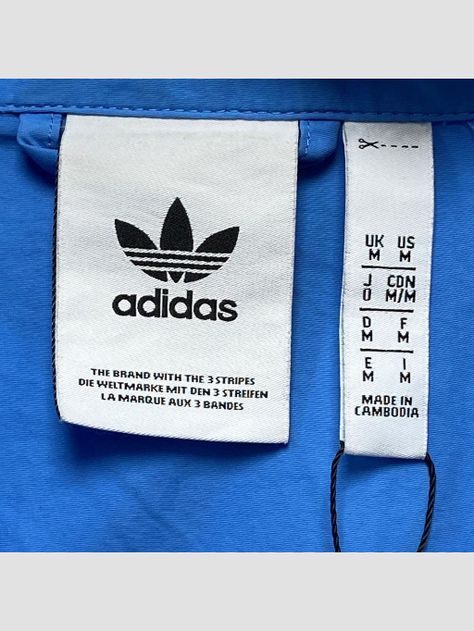 adidas
THE BRAND WITH THE 3 STRIPES
DIE WELTMARKE MIT DEN 3 STREIFEN
LA MARQUE AUX 3 BANDES
UK US
M M
J CDN
O M/M
D F
M M
E I
M M
MADE IN
CAMBODIA